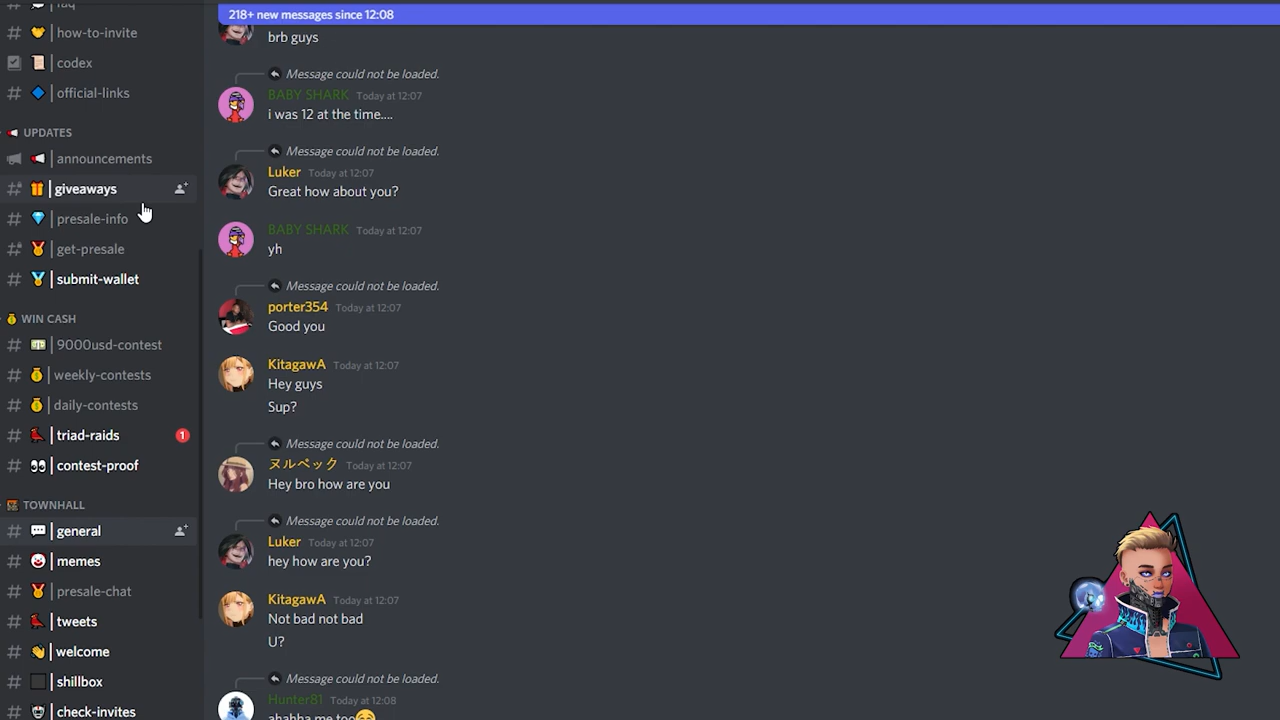 faq
how-to-invite
codex
official-links
UPDATES
announcements
giveaways
presale-info
get-presale
submit-wallet
WIN CASH
9000usd-contest
weekly-contests
daily-contests
triad-raids 1
contest-proof
TOWNHALL
general
memes
presale-chat
tweets
welcome
shillbox
check-invites
218+ new messages since 12:08
brb guys
Message could not be loaded.
BABY SHARK Today at 12:07
i was 12 at the time....
Message could not be loaded.
Luker Today at 12:07
Great how about you?
BABY SHARK Today at 12:07
yh
Message could not be loaded.
porter354 Today at 12:07
Good you
KitagawA Today at 12:07
Hey guys
Sup?
Message could not be loaded.
ヌルベック Today at 12:07
Hey bro how are you
Message could not be loaded.
Luker Today at 12:07
hey how are you?
KitagawA Today at 12:07
Not bad not bad
U?
Message could not be loaded.
Hunter81 Today at 12:08
ahahha me too